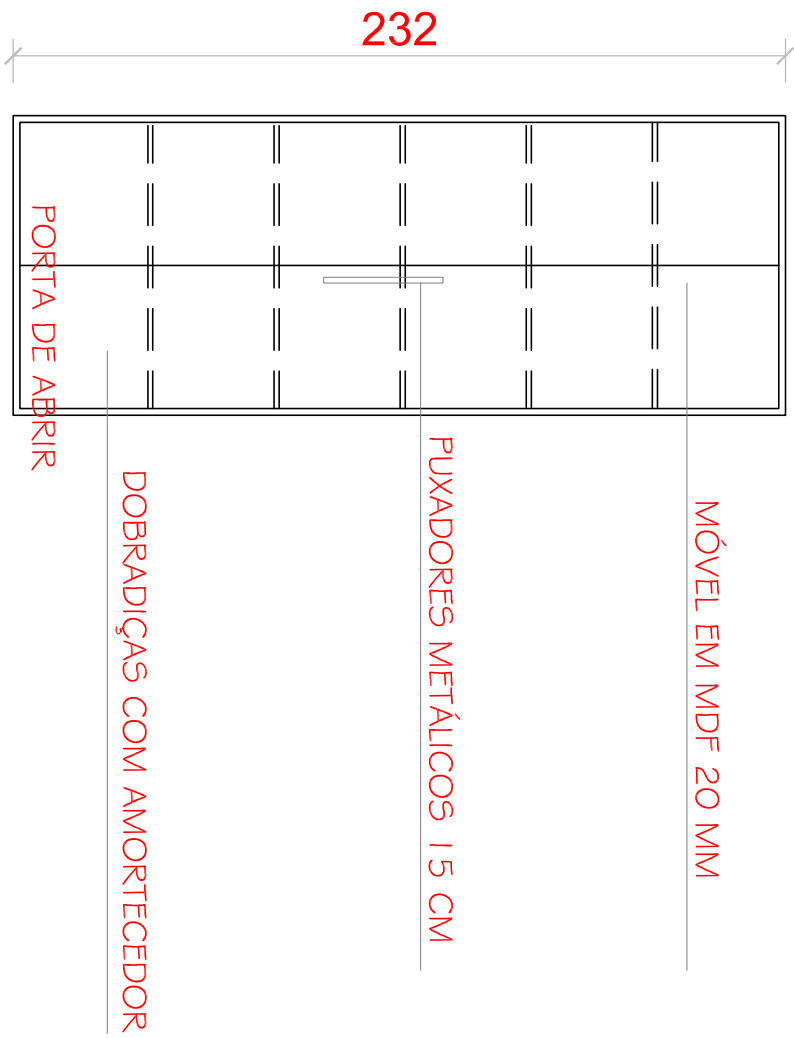 232
PORTA DE ABRIR
DOBRADIÇAS COM AMORTECEDOR
PUXADORES METÁLICOS 15 CM
MÓVEL EM MDF 20 MM